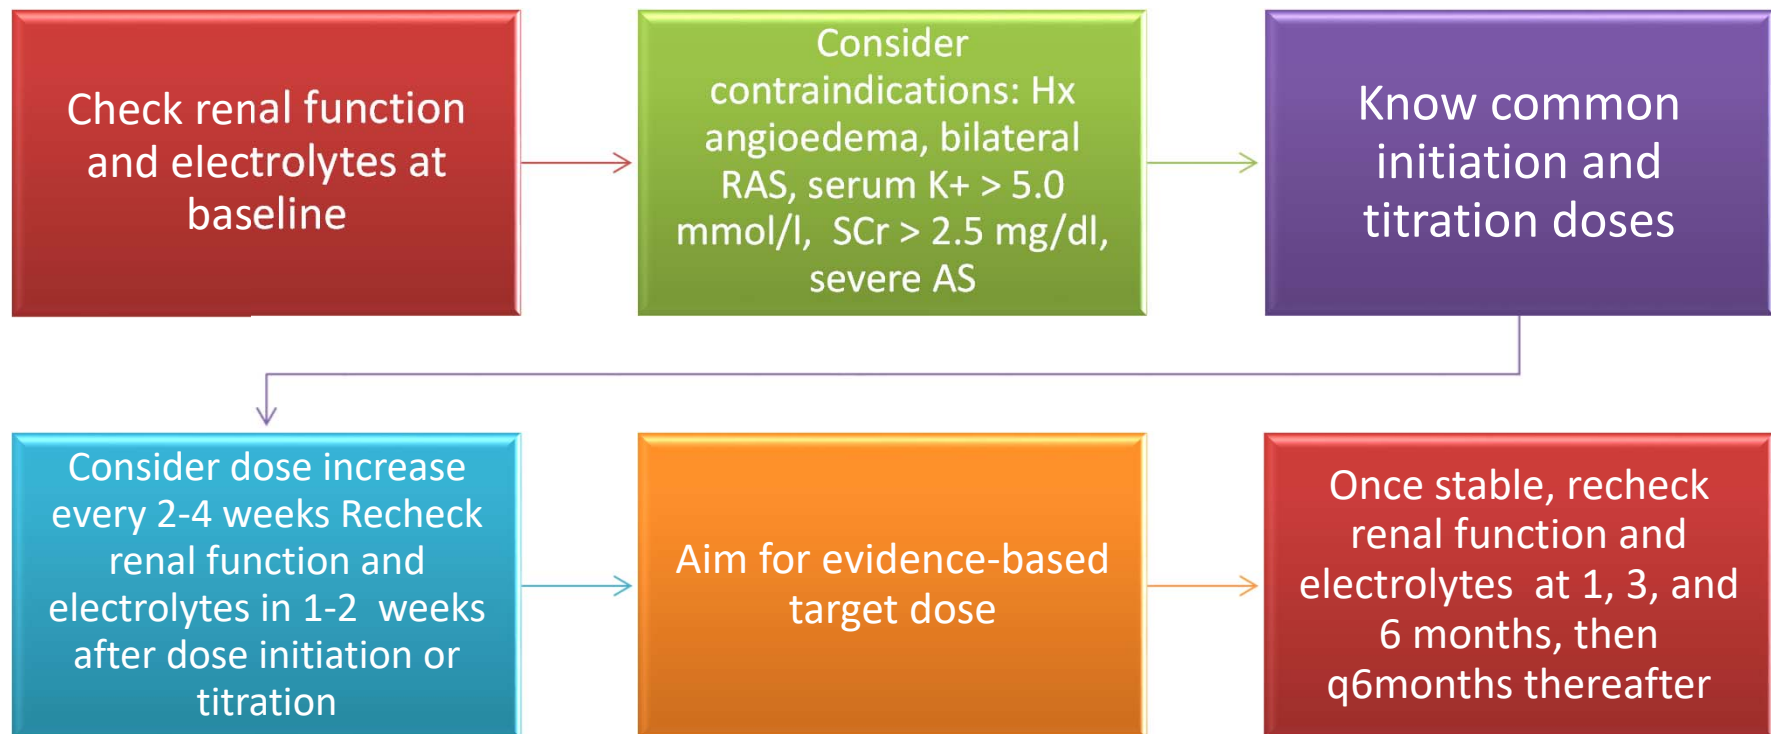 Check renal function
and electrolytes at
baseline
Consider
contraindications: Hx
angioedema, bilateral
RAS, serum K+ > 5.0
mmol/l,  SCr > 2.5 mg/dl,
severe AS
Know common
initiation and
titration doses
Consider dose increase
every 2-4 weeks Recheck
renal function and
electrolytes in 1-2  weeks
after dose initiation or
titration
Aim for evidence-based
target dose
Once stable, recheck
renal function and
electrolytes  at 1, 3, and
6 months, then
q6months thereafter